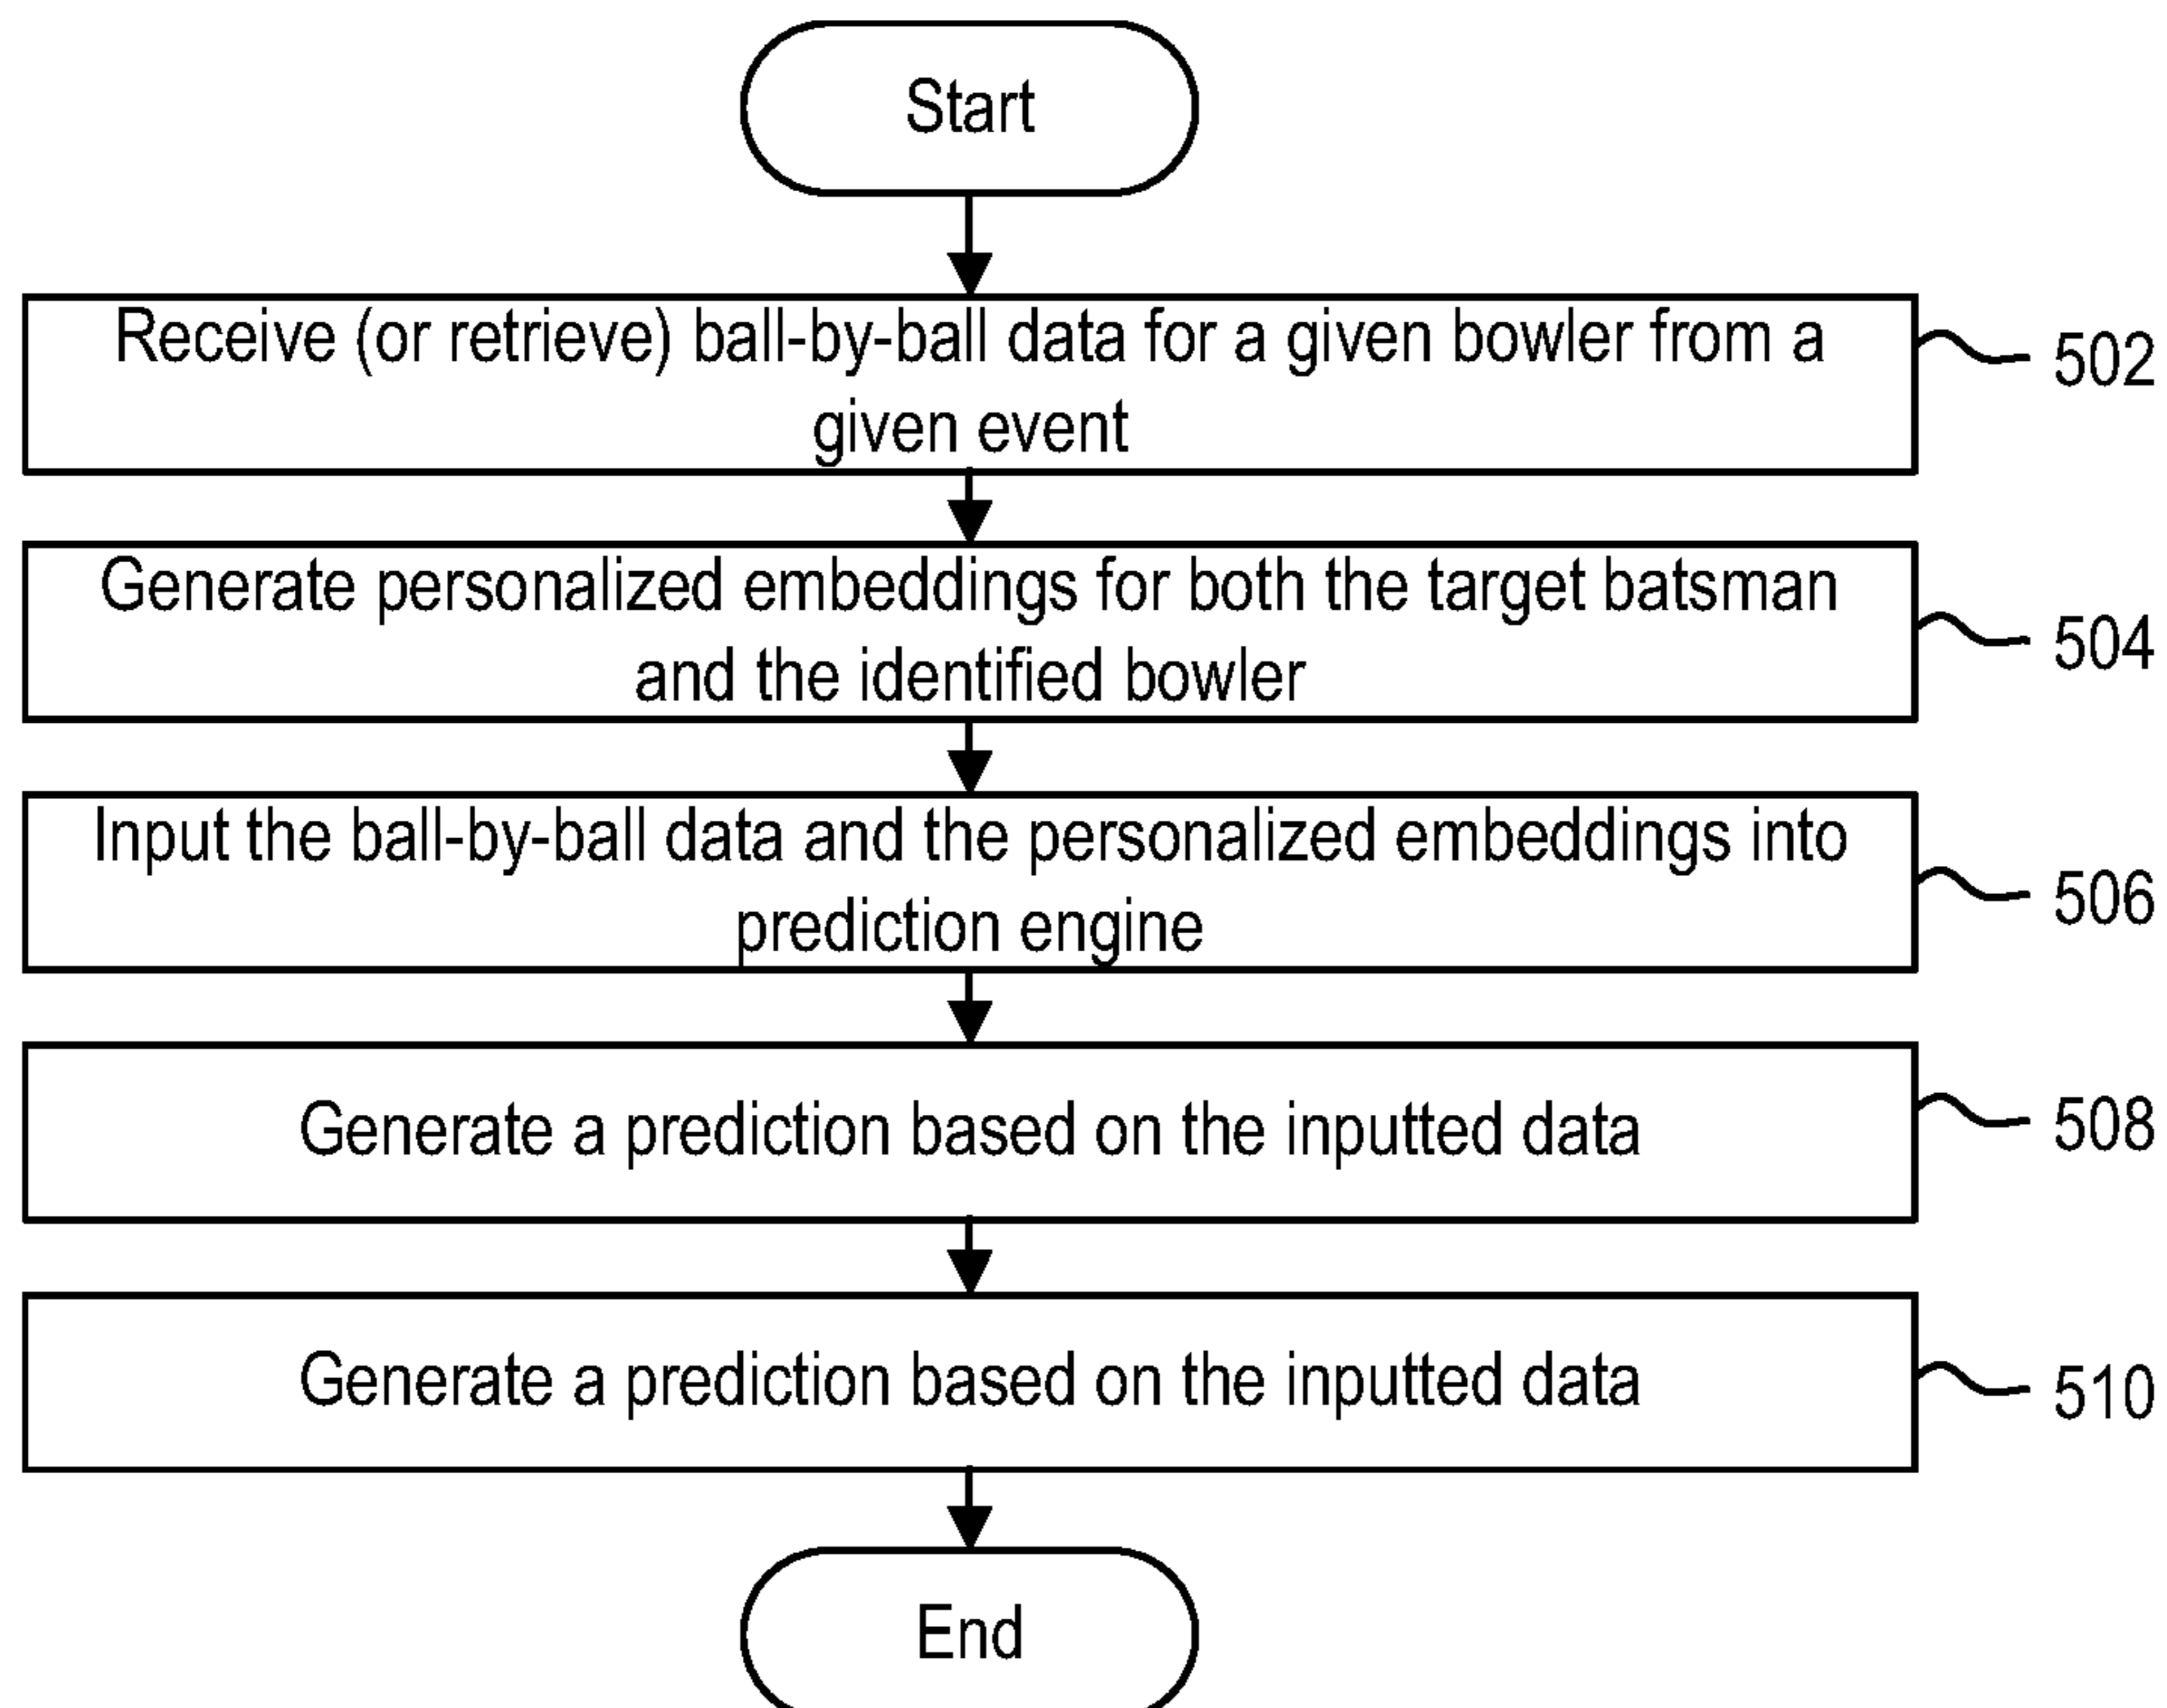 Start
Receive (or retrieve) ball-by-ball data for a given bowler from a
given event
502
Generate personalized embeddings for both the target batsman
and the identified bowler
504
Input the ball-by-ball data and the personalized embeddings into
prediction engine
506
Generate a prediction based on the inputted data
508
Generate a prediction based on the inputted data
510
End